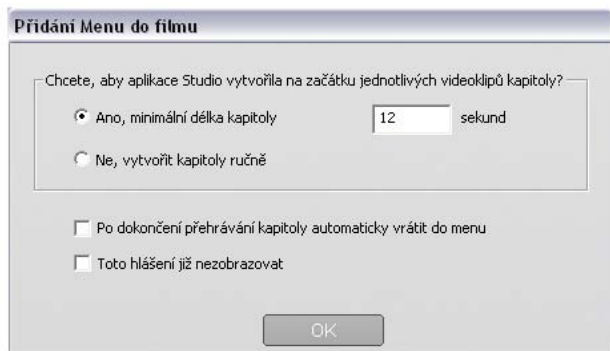 Přidání Menu do filmu
Chcete, aby aplikace Studio vytvořila na začátku jednotlivých videoklipů kapitoly?
Ano, minimální délka kapitoly 12 sekund
Ne, vytvořit kapitoly ručně
Po dokončení přehrávání kapitoly automaticky vrátit do menu
Toto hlášení již nezobrazovat
OK